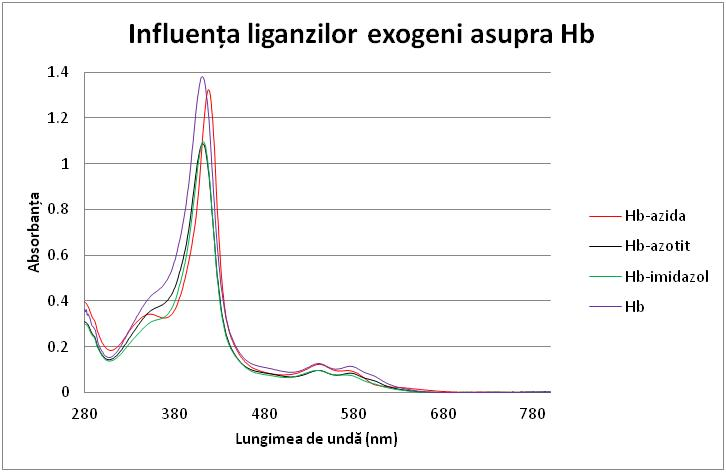 Influența liganzilor exogeni asupra Hb
1.4
1.2
1
0.8
0.6
0.4
0.2
0
Absorbanța
280 380 480 580 680 780
Lungimea de undă (nm)
Hb-azida
Hb-azotit
Hb-imidazol
Hb